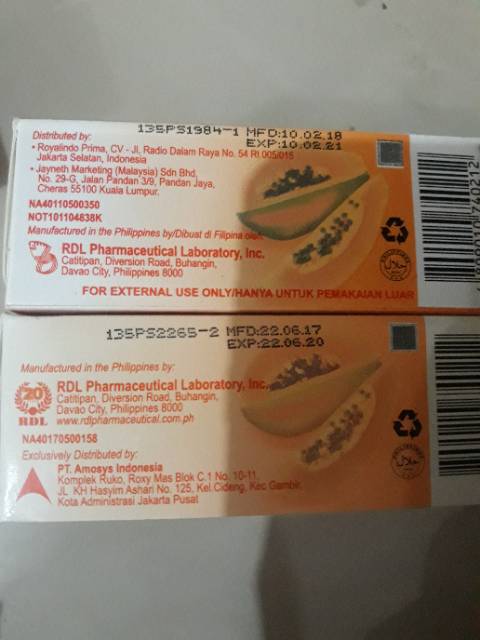 135PS1984-1 MFD:10.02.18
EXP:10.02.21
Distributed by:
• Royalindo Prima, CV - Jl, Radio Dalam Raya No. 54 Rt.005/015
Jakarta Selatan, Indonesia
• Jayneth Marketing (Malaysia) Sdn Bhd,
No. 29-G, Jalan Pandan 3/9, Pandan Jaya,
Cheras 55100 Kuala Lumpur.
NA40110500350
NOT101104838K
Manufactured in the Philippines by/Dibuat di Filipina oleh:
RDL Pharmaceutical Laboratory, Inc.
Catitipan, Diversion Road, Buhangin,
Davao City, Philippines 8000
FOR EXTERNAL USE ONLY/HANYA UNTUK PEMAKAIAN LUAR
135PS2265-2 MFD:22.06.17
EXP:22.06.20
Manufactured in the Philippines by:
20
RDL
RDL Pharmaceutical Laboratory, Inc.
Catitipan, Diversion Road, Buhangin,
Davao City, Philippines 8000
www.rdlpharmaceutical.com.ph
NA40170500158
Exclusively Distributed by:
PT. Amosys Indonesia
Komplek Ruko, Roxy Mas Blok C.1 No. 10-11,
JL KH Hasyim Ashari No. 125, Kel.Cideng, Kec Gambir,
Kota Administrasi Jakarta Pusat